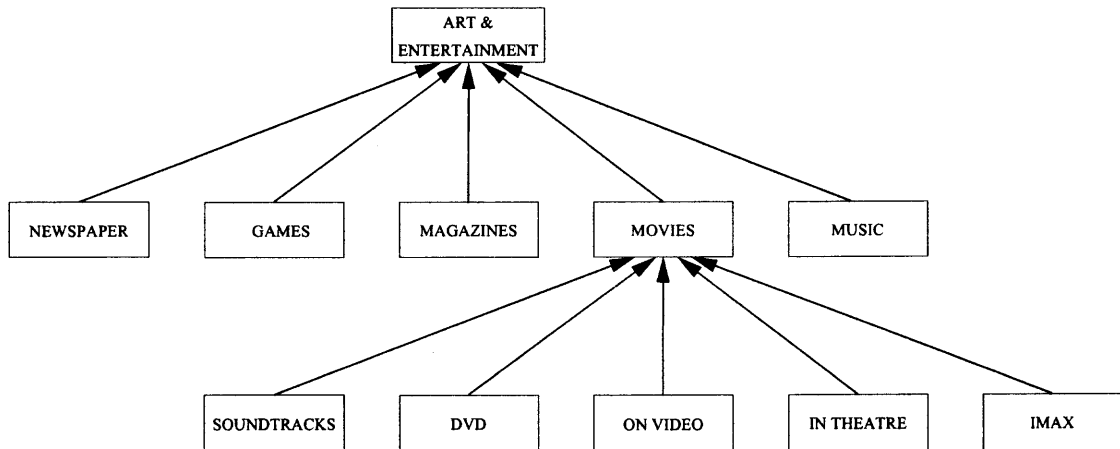 ART &
ENTERTAINMENT
NEWSPAPER
GAMES
MAGAZINES
MOVIES
MUSIC
SOUNDTRACKS
DVD
ON VIDEO
IN THEATRE
IMAX